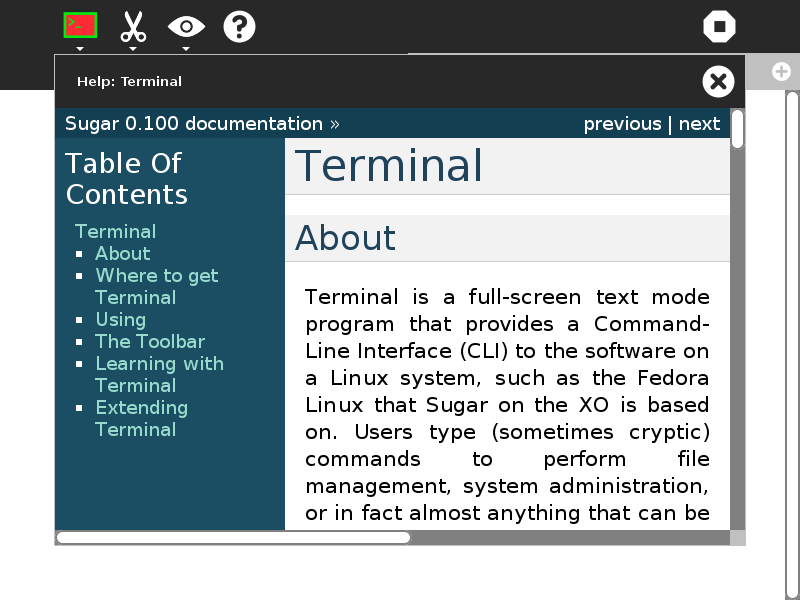 Help: Terminal
Sugar 0.100 documentation »
previous | next
Table Of
Contents
Terminal
About
Where to get
Terminal
Using
The Toolbar
Learning with
Terminal
Extending
Terminal
Terminal
About
Terminal is a full-screen text mode
program that provides a Command-
Line Interface (CLI) to the software on
a Linux system, such as the Fedora
Linux that Sugar on the XO is based
on. Users type (sometimes cryptic)
commands to perform file
management, system administration,
or in fact almost anything that can be